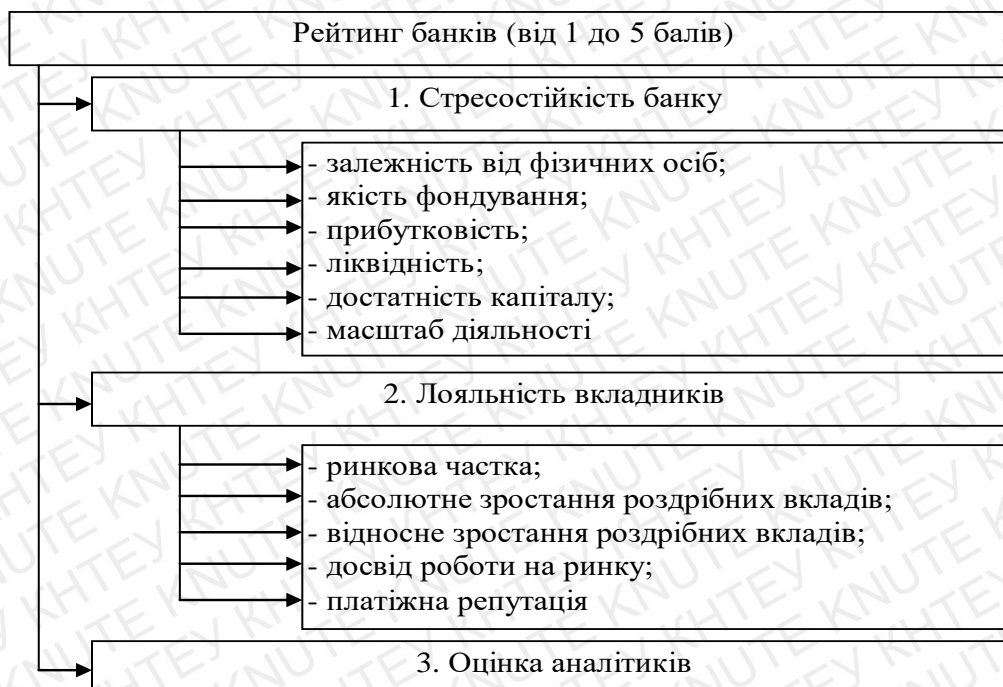 Рейтинг банків (від 1 до 5 балів)
1. Стресостійкість банку
- залежність від фізичних осіб;
- якість фондування;
- прибутковість;
- ліквідність;
- достатність капіталу;
- масштаб діяльності
2. Лояльність вкладників
- ринкова частка;
- абсолютне зростання роздрібних вкладів;
- відносне зростання роздрібних вкладів;
- досвід роботи на ринку;
- платіжна репутація
3. Оцінка аналітиків
КНТЕУ KNUTE